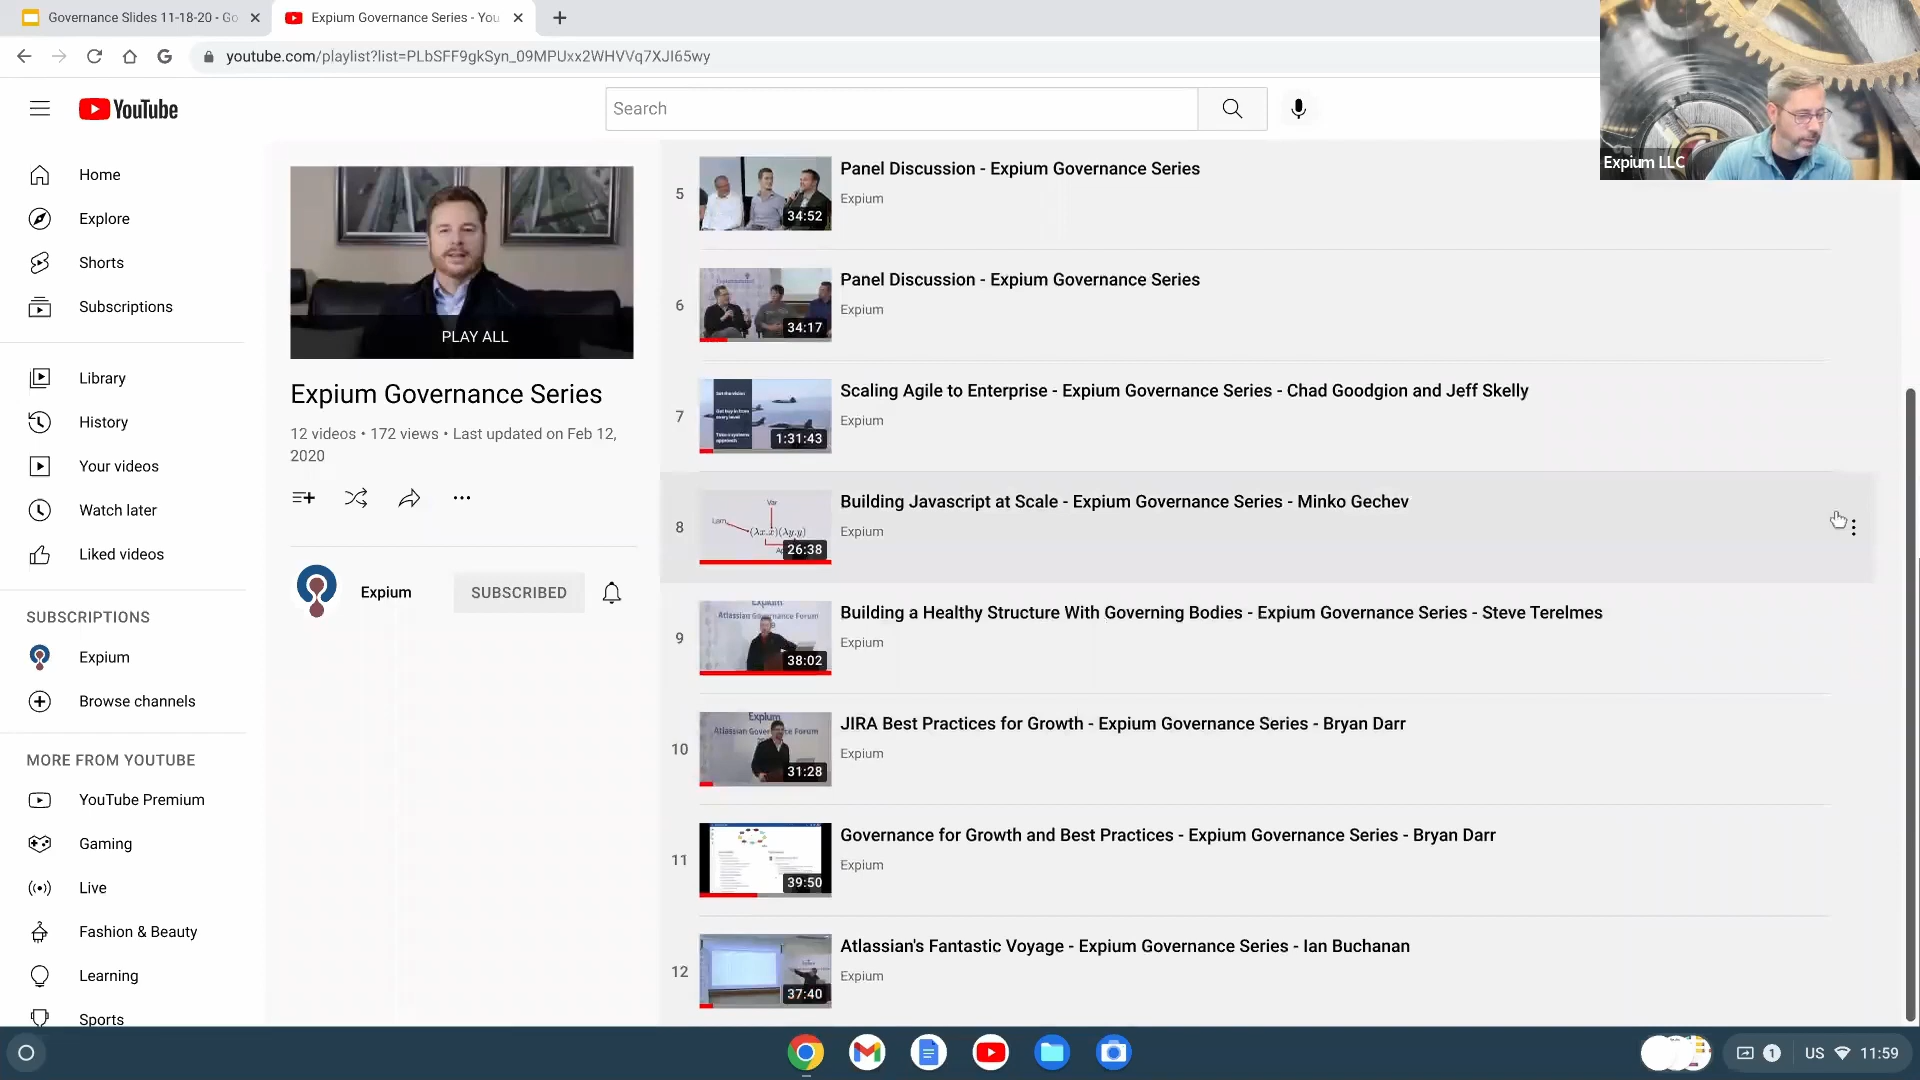 Governance Slides 11-18-20 - Go
Expium Governance Series - You
youtube.com/playlist?list=PLbSFF9gkSyn_09MPUxx2WHVVq7XJI65wy
YouTube
Search
Expium LLC
Home
Explore
Shorts
Subscriptions
Library
History
Your videos
Watch later
Liked videos
SUBSCRIPTIONS
Expium
Browse channels
MORE FROM YOUTUBE
YouTube Premium
Gaming
Live
Fashion & Beauty
Learning
Sports
PLAY ALL
Expium Governance Series
12 videos • 172 views • Last updated on Feb 12,
2020
Expium
SUBSCRIBED
5
34:52
Panel Discussion - Expium Governance Series
Expium
6
34:17
Panel Discussion - Expium Governance Series
Expium
7
1:31:43
Scaling Agile to Enterprise - Expium Governance Series - Chad Goodgion and Jeff Skelly
Expium
8
Var
26:38
Building Javascript at Scale - Expium Governance Series - Minko Gechev
Expium
9
Atlassian Governance Forum
38:02
Building a Healthy Structure With Governing Bodies - Expium Governance Series - Steve Terelmes
Expium
10
Expium
31:28
JIRA Best Practices for Growth - Expium Governance Series - Bryan Darr
Expium
11
39:50
Governance for Growth and Best Practices - Expium Governance Series - Bryan Darr
Expium
12
37:40
Atlassian's Fantastic Voyage - Expium Governance Series - Ian Buchanan
Expium
1
US
11:59